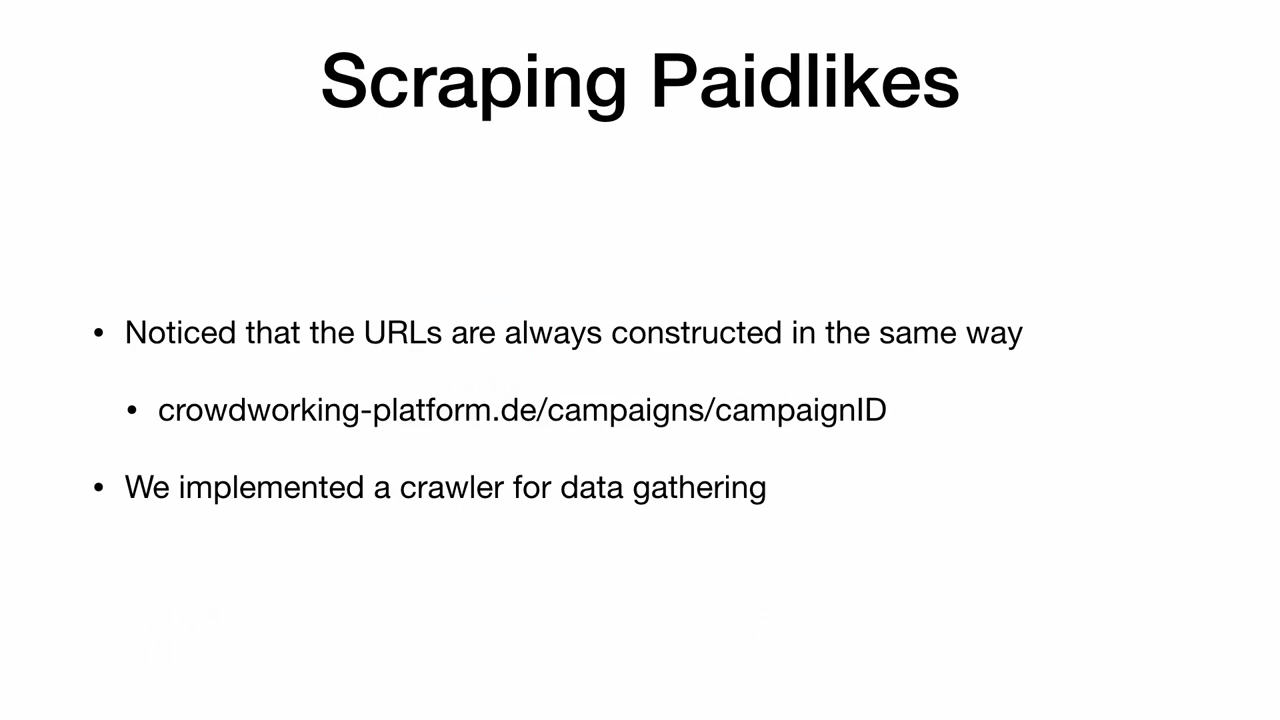 Scraping Paidlikes
• Noticed that the URLs are always constructed in the same way
• crowdworking-platform.de/campaigns/campaignID
• We implemented a crawler for data gathering